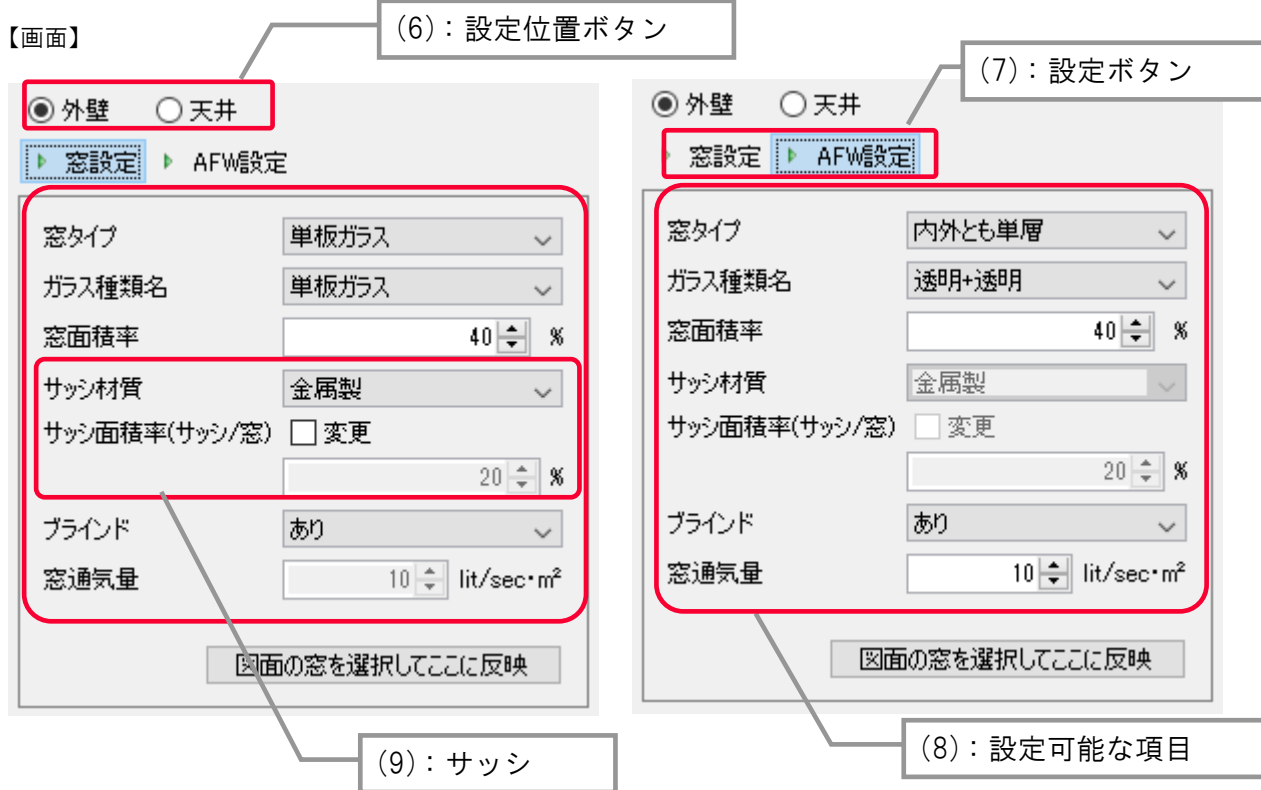 【画面】
(6)：設定位置ボタン
(7)：設定ボタン
外壁 天井
窓設定 AFW設定
窓タイプ 単板ガラス
ガラス種類名 単板ガラス
窓面積率 40 %
サッシ材質 金属製
サッシ面積率(サッシ/窓) 変更
20 %
ブラインド あり
窓通気量 10 lit/sec・m²
図面の窓を選択してここに反映
(9)：サッシ
外壁 天井
窓設定 AFW設定
窓タイプ 内外とも単層
ガラス種類名 透明+透明
窓面積率 40 %
サッシ材質 金属製
サッシ面積率(サッシ/窓) 変更
20 %
ブラインド あり
窓通気量 10 lit/sec・m²
図面の窓を選択してここに反映
(8)：設定可能な項目